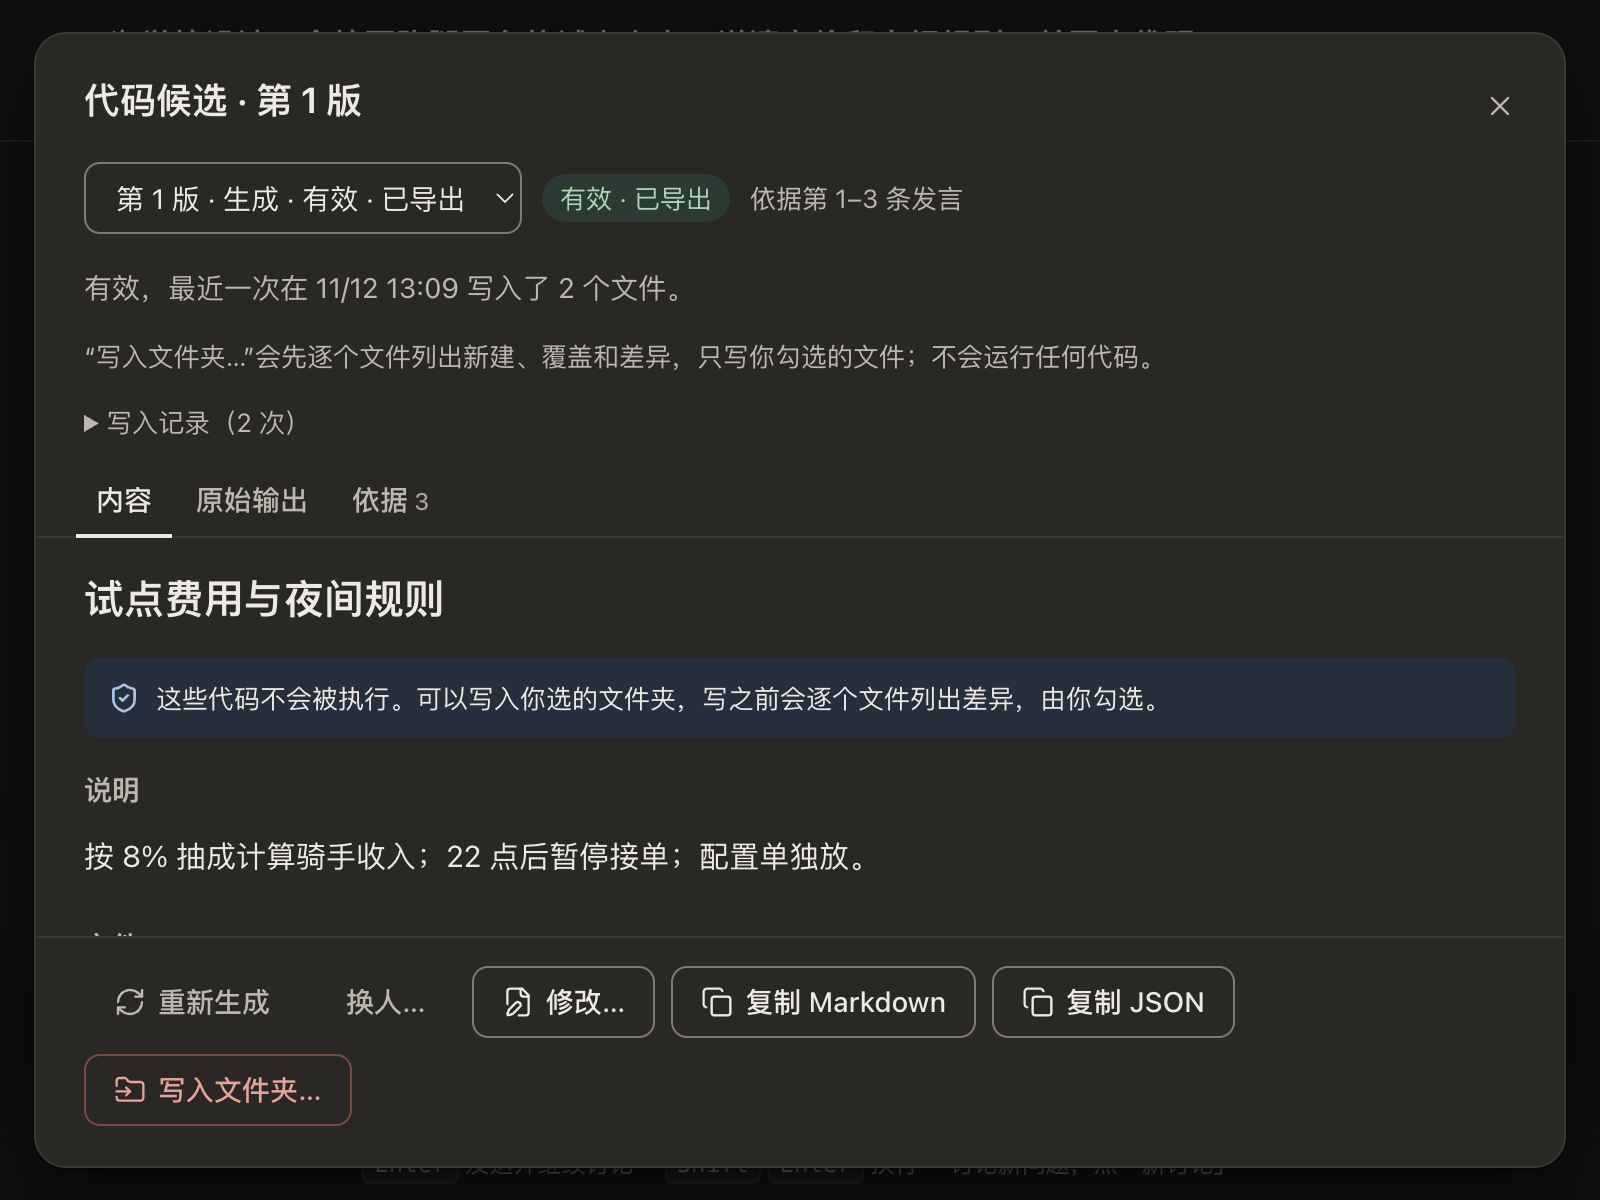 代码候选 · 第 1 版
第 1 版 · 生成 · 有效 · 已导出
有效 · 已导出
依据第 1–3 条发言
有效，最近一次在 11/12 13:09 写入了 2 个文件。
“写入文件夹…”会先逐个文件列出新建、覆盖和差异，只写你勾选的文件；不会运行任何代码。
写入记录（2 次）
内容
原始输出
依据 3
试点费用与夜间规则
这些代码不会被执行。可以写入你选的文件夹，写之前会逐个文件列出差异，由你勾选。
说明
按 8% 抽成计算骑手收入；22 点后暂停接单；配置单独放。
重新生成
换人…
修改…
复制 Markdown
复制 JSON
写入文件夹…